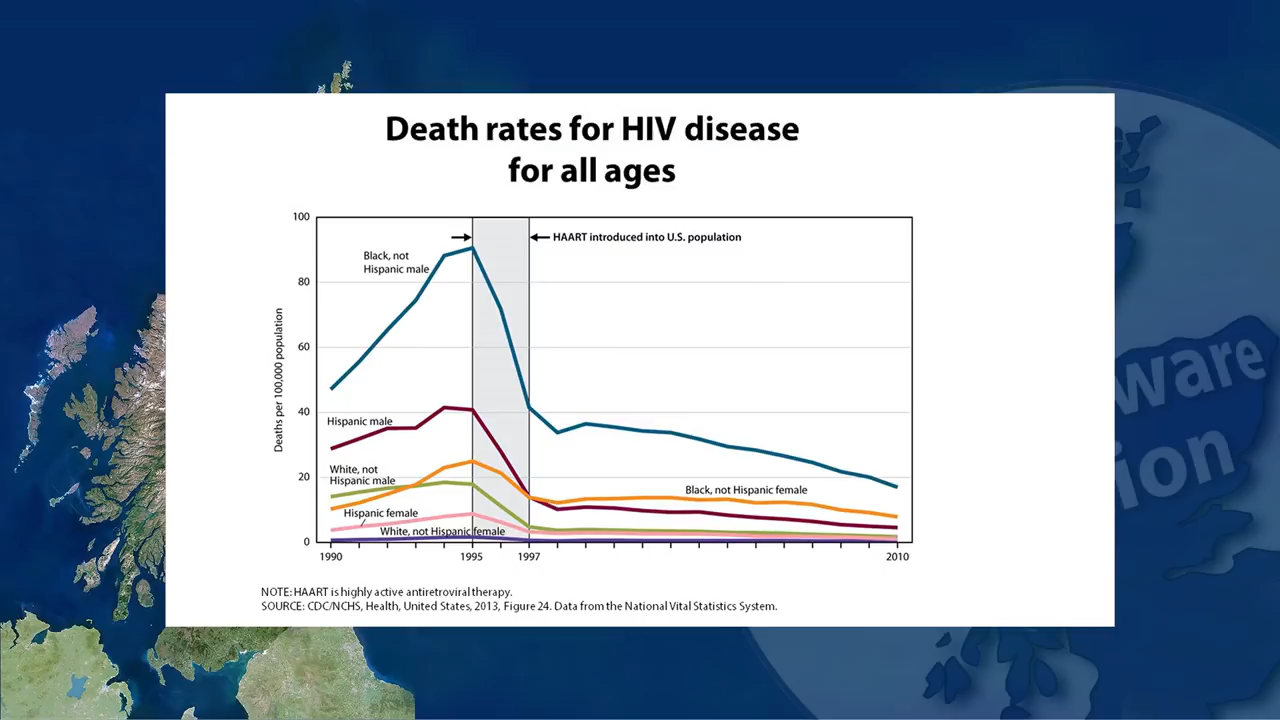 Death rates for HIV disease
for all ages
100
80
60
40
20
0
Deaths per 100,000 population
HAART introduced into U.S. population
Black, not
Hispanic male
Hispanic male
White, not
Hispanic male
Black, not Hispanic female
Hispanic female
White, not Hispanic female
1990
1995
1997
2010
NOTE: HAART is highly active antiretroviral therapy.
SOURCE: CDC/NCHS, Health, United States, 2013, Figure 24. Data from the National Vital Statistics System.
ware
ion